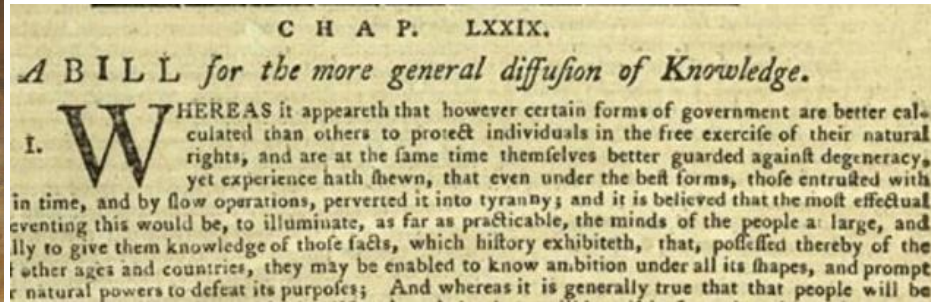 CHAP. LXXIX.
A BILL for the more general diffuſion of Knowledge.
I. WHEREAS it appeareth that however certain forms of government are better cal-
culated than others to protect individuals in the free exerciſe of their natural
rights, and are at the ſame time themſelves better guarded againſt degeneracy,
yet experience hath ſhewn, that even under the beſt forms, thoſe entruſted with
in time, and by ſlow operations, perverted it into tyranny; and it is believed that the moſt effectual
eventing this would be, to illuminate, as far as practicable, the minds of the people at large, and
lly to give them knowledge of thoſe facts, which hiſtory exhibiteth, that, poſſeſſed thereby of the
other ages and countries, they may be enabled to know ambition under all its ſhapes, and prompt
r natural powers to defeat its purpoſes; And whereas it is generally true that that people will be